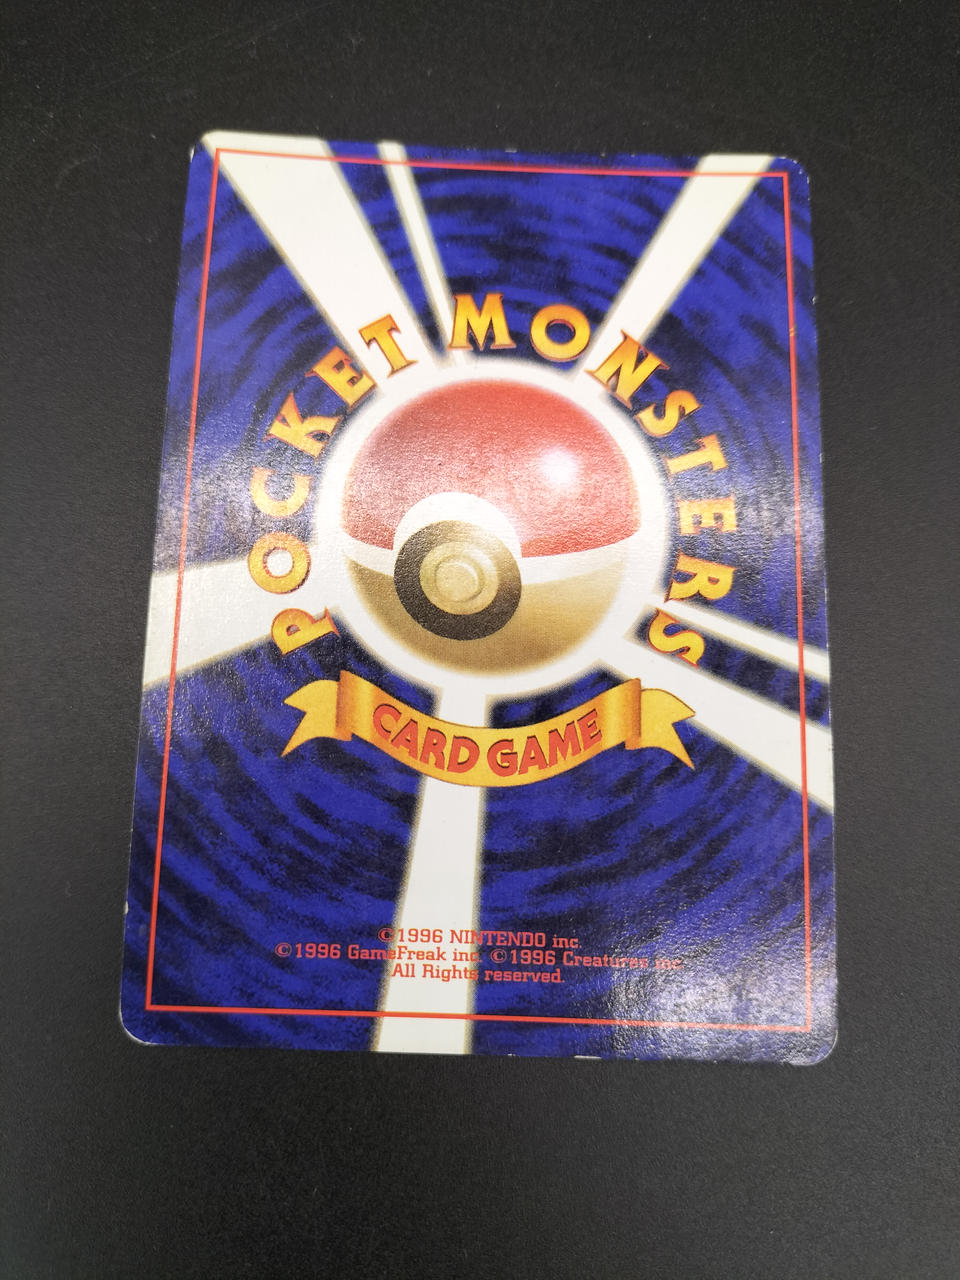 POCKET MONSTERS
CARD GAME
©1996 NINTENDO inc.
©1996 GameFreak inc. ©1996 Creatures inc.
All Rights reserved.